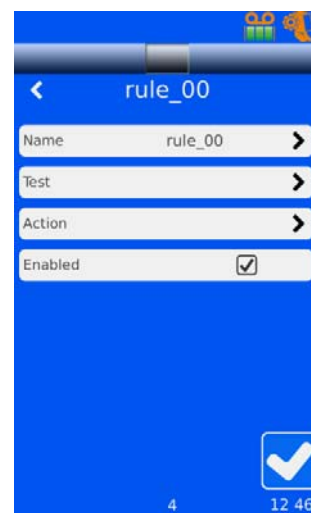 rule_00
Name rule_00
Test
Action
Enabled
4 12 46